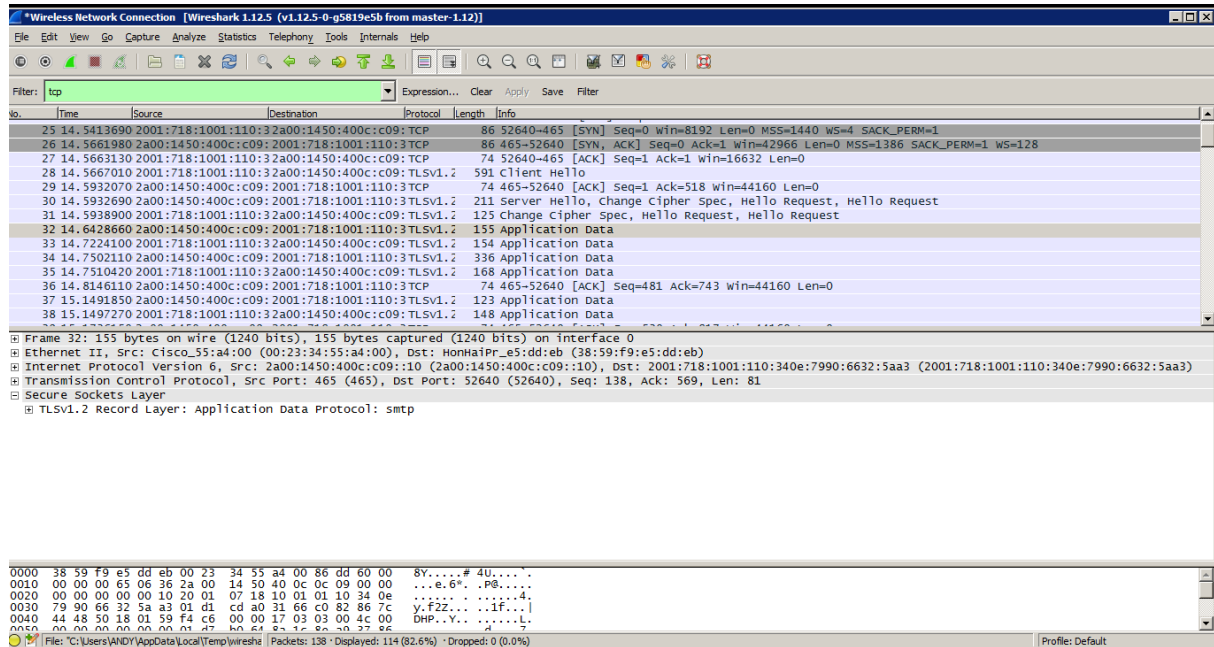 *Wireless Network Connection [Wireshark 1.12.5 (v1.12.5-0-g5819e5b from master-1.12)]
File Edit View Go Capture Analyze Statistics Telephony Tools Internals Help
Filter: tcp Expression... Clear Apply Save Filter
No. Time Source Destination Protocol Length Info
25 14.5413690 2001:718:1001:110:3 2a00:1450:400c:c09: TCP 86 52640→465 [SYN] Seq=0 Win=8192 Len=0 MSS=1440 WS=4 SACK_PERM=1
26 14.5661980 2a00:1450:400c:c09: 2001:718:1001:110:3 TCP 86 465→52640 [SYN, ACK] Seq=0 Ack=1 Win=42966 Len=0 MSS=1386 SACK_PERM=1 WS=128
27 14.5663130 2001:718:1001:110:3 2a00:1450:400c:c09: TCP 74 52640→465 [ACK] Seq=1 Ack=1 Win=16632 Len=0
28 14.5667010 2001:718:1001:110:3 2a00:1450:400c:c09: TLSv1.2 591 Client Hello
29 14.5932070 2a00:1450:400c:c09: 2001:718:1001:110:3 TCP 74 465→52640 [ACK] Seq=1 Ack=518 Win=44160 Len=0
30 14.5932690 2a00:1450:400c:c09: 2001:718:1001:110:3 TLSv1.2 211 Server Hello, Change Cipher Spec, Hello Request, Hello Request
31 14.5938900 2001:718:1001:110:3 2a00:1450:400c:c09: TLSv1.2 125 Change Cipher Spec, Hello Request, Hello Request
32 14.6428660 2a00:1450:400c:c09: 2001:718:1001:110:3 TLSv1.2 155 Application Data
33 14.7224100 2001:718:1001:110:3 2a00:1450:400c:c09: TLSv1.2 154 Application Data
34 14.7502110 2a00:1450:400c:c09: 2001:718:1001:110:3 TLSv1.2 336 Application Data
35 14.7510420 2001:718:1001:110:3 2a00:1450:400c:c09: TLSv1.2 168 Application Data
36 14.8146110 2a00:1450:400c:c09: 2001:718:1001:110:3 TCP 74 465→52640 [ACK] Seq=481 Ack=743 Win=44160 Len=0
37 15.1491850 2a00:1450:400c:c09: 2001:718:1001:110:3 TLSv1.2 123 Application Data
38 15.1497270 2001:718:1001:110:3 2a00:1450:400c:c09: TLSv1.2 148 Application Data
Frame 32: 155 bytes on wire (1240 bits), 155 bytes captured (1240 bits) on interface 0
Ethernet II, Src: Cisco_55:a4:00 (00:23:34:55:a4:00), Dst: HonHaiPr_e5:dd:eb (38:59:f9:e5:dd:eb)
Internet Protocol Version 6, Src: 2a00:1450:400c:c09::10 (2a00:1450:400c:c09::10), Dst: 2001:718:1001:110:340e:7990:6632:5aa3 (2001:718:1001:110:340e:7990:6632:5aa3)
Transmission Control Protocol, Src Port: 465 (465), Dst Port: 52640 (52640), Seq: 138, Ack: 569, Len: 81
Secure Sockets Layer
TLSv1.2 Record Layer: Application Data Protocol: smtp
0000 38 59 f9 e5 dd eb 00 23 34 55 a4 00 86 dd 60 00 8Y.....# 4U....`.
0010 00 00 00 65 06 36 2a 00 14 50 40 0c 0c 09 00 00 ...e.6*. .P@.....
0020 00 00 00 00 00 10 20 01 07 18 10 01 01 10 34 0e ...... . ......4.
0030 79 90 66 32 5a a3 01 d1 cd a0 31 66 c0 82 86 7c y.f2Z... ..1f...|
0040 44 48 50 18 01 59 f4 c6 00 00 17 03 03 00 4c 00 DHP..Y.. ......L.
File: "C:\Users\ANDY\AppData\Local\Temp\wiresha Packets: 138 · Displayed: 114 (82.6%) · Dropped: 0 (0.0%) Profile: Default